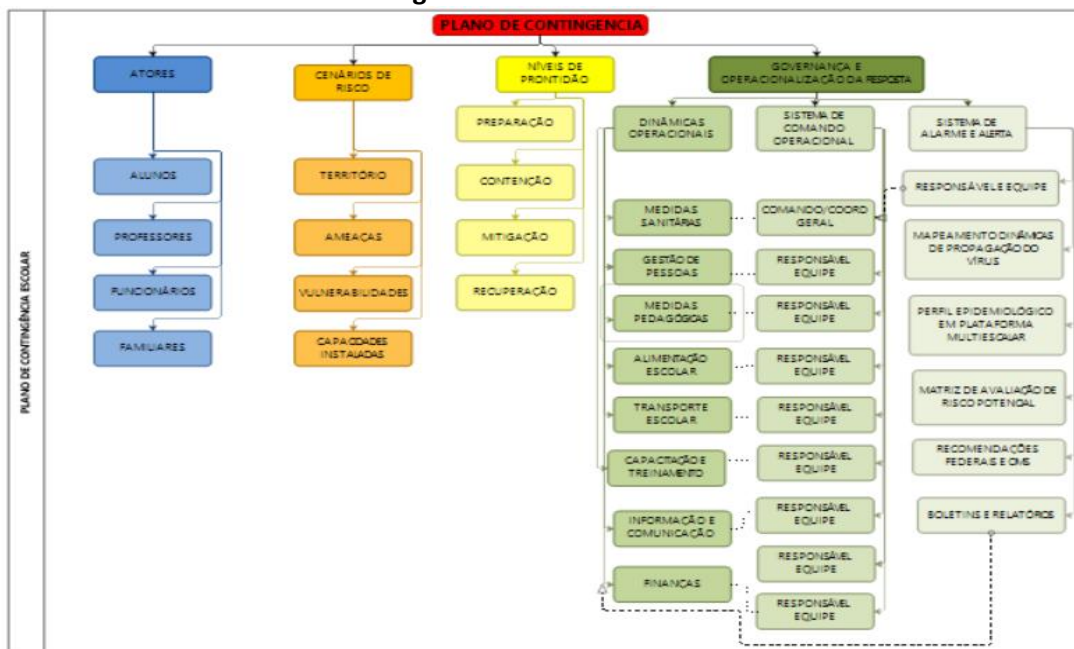 PLANO DE CONTINGENCIA
PLANO DE CONTINGÊNCIA ESCOLAR
ATORES
ALUNOS
PROFESSORES
FUNCIONÁRIOS
FAMILIARES
CENÁRIOS DE
RISCO
TERRITÓRIO
AMEAÇAS
VULNERABILIDADES
CAPACIDADES
INSTALADAS
NÍVEIS DE
PRONTIDÃO
PREPARAÇÃO
CONTENÇÃO
MITIGAÇÃO
RECUPERAÇÃO
GOVERNANÇA E
OPERACIONALIZAÇÃO DA RESPOSTA
DINÂMICAS
OPERACIONAIS
MEDIDAS
SANITÁRIAS
GESTÃO DE
PESSOAS
MEDIDAS
PEDAGÓGICAS
ALIMENTAÇÃO
ESCOLAR
TRANSPORTE
ESCOLAR
CAPACITAÇÃO E
TREINAMENTO
INFORMAÇÃO E
COMUNICAÇÃO
FINANÇAS
SISTEMA DE
COMANDO
OPERACIONAL
COMANDO/COORD
GERAL
RESPONSÁVEL
EQUIPE
RESPONSÁVEL
EQUIPE
RESPONSÁVEL
EQUIPE
RESPONSÁVEL
EQUIPE
RESPONSÁVEL
EQUIPE
RESPONSÁVEL
EQUIPE
RESPONSÁVEL
EQUIPE
RESPONSÁVEL
EQUIPE
SISTEMA DE
ALARME E ALERTA
RESPONSÁVEL E EQUIPE
MAPEAMENTO DINÂMICAS
DE PROPAGAÇÃO DO
VÍRUS
PERFIL EPIDEMIOLÓGICO
EM PLATAFORMA
MULTIESCALAR
MATRIZ DE AVALIAÇÃO DE
RISCO POTENCAL
RECOMENDAÇÕES
FEDERAIS E OMS
BOLETINS E RELATÓRIOS